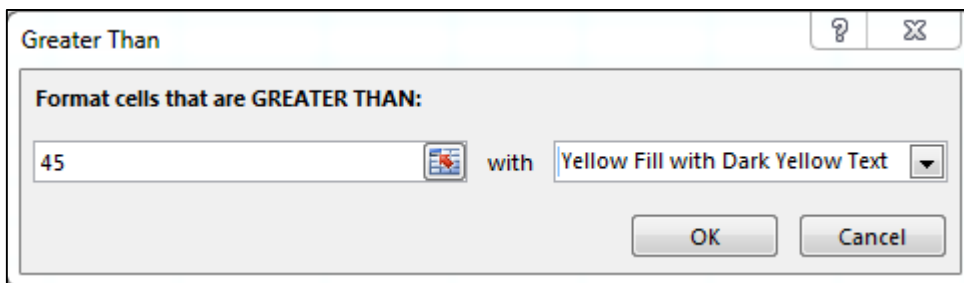 Greater Than
Format cells that are GREATER THAN:
45 with Yellow Fill with Dark Yellow Text
OK Cancel